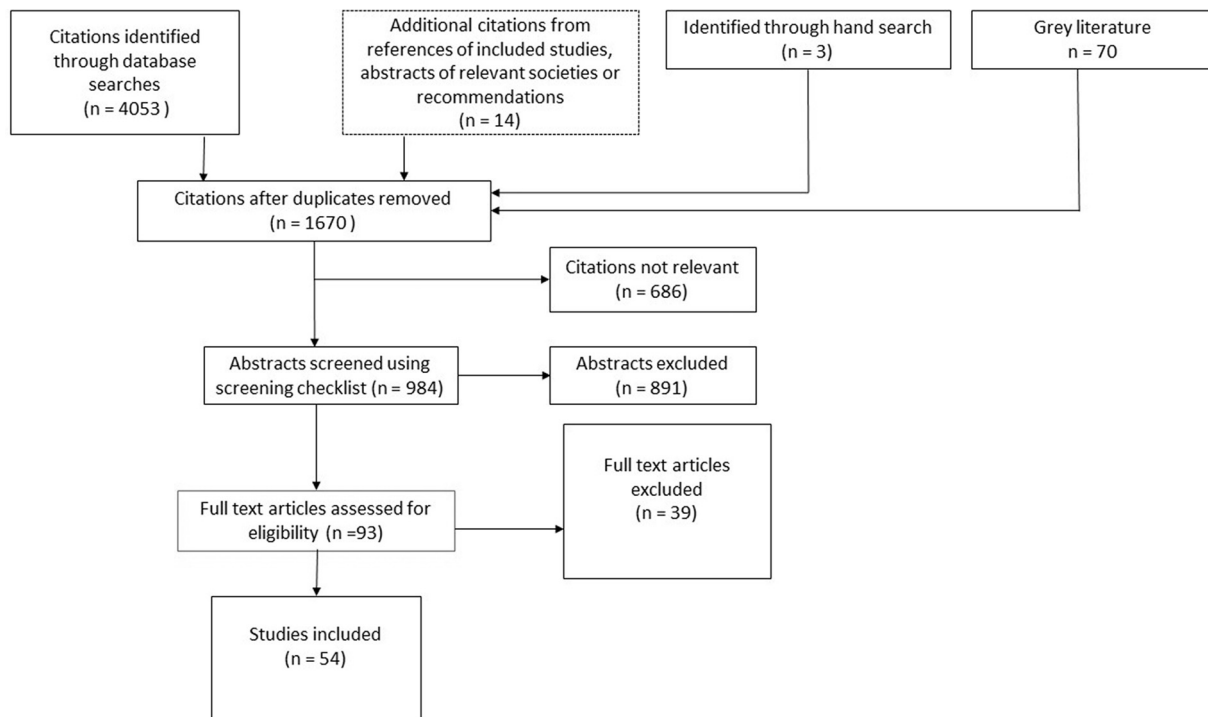 Citations identified
through database
searches
(n = 4053 )
Additional citations from
references of included studies,
abstracts of relevant societies or
recommendations
(n = 14)
Identified through hand search
(n = 3)
Grey literature
n = 70
Citations after duplicates removed
(n = 1670 )
Citations not relevant
(n = 686)
Abstracts screened using
screening checklist (n = 984)
Abstracts excluded
(n = 891)
Full text articles
excluded
(n = 39)
Full text articles assessed for
eligibility (n =93)
Studies included
(n = 54)